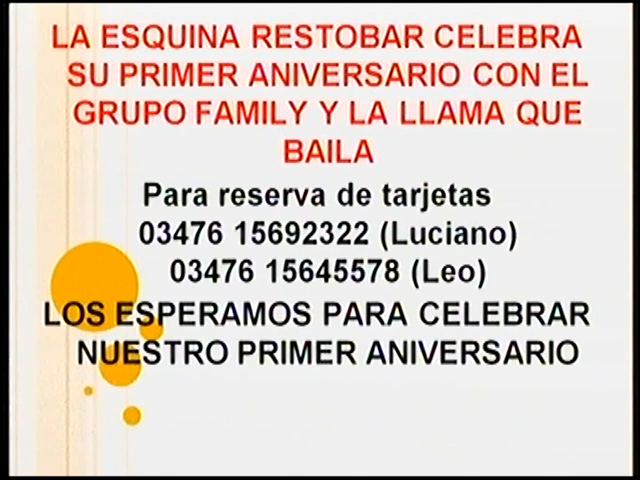 LA ESQUINA RESTOBAR CELEBRA
SU PRIMER ANIVERSARIO CON EL
GRUPO FAMILY Y LA LLAMA QUE
BAILA
Para reserva de tarjetas
03476 15692322 (Luciano)
03476 15645578 (Leo)
LOS ESPERAMOS PARA CELEBRAR
NUESTRO PRIMER ANIVERSARIO